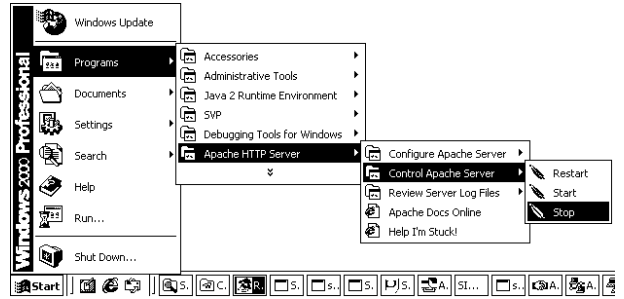 Windows 2000 Professional
Windows Update
Programs
Documents
Settings
Search
Help
Run...
Shut Down...
Accessories
Administrative Tools
Java 2 Runtime Environment
SVP
Debugging Tools for Windows
Apache HTTP Server
Configure Apache Server
Control Apache Server
Review Server Log Files
Apache Docs Online
Help I'm Stuck!
Restart
Start
Stop
Start S. C. R. S. s.. S. S. A. SI... s.. A. A.